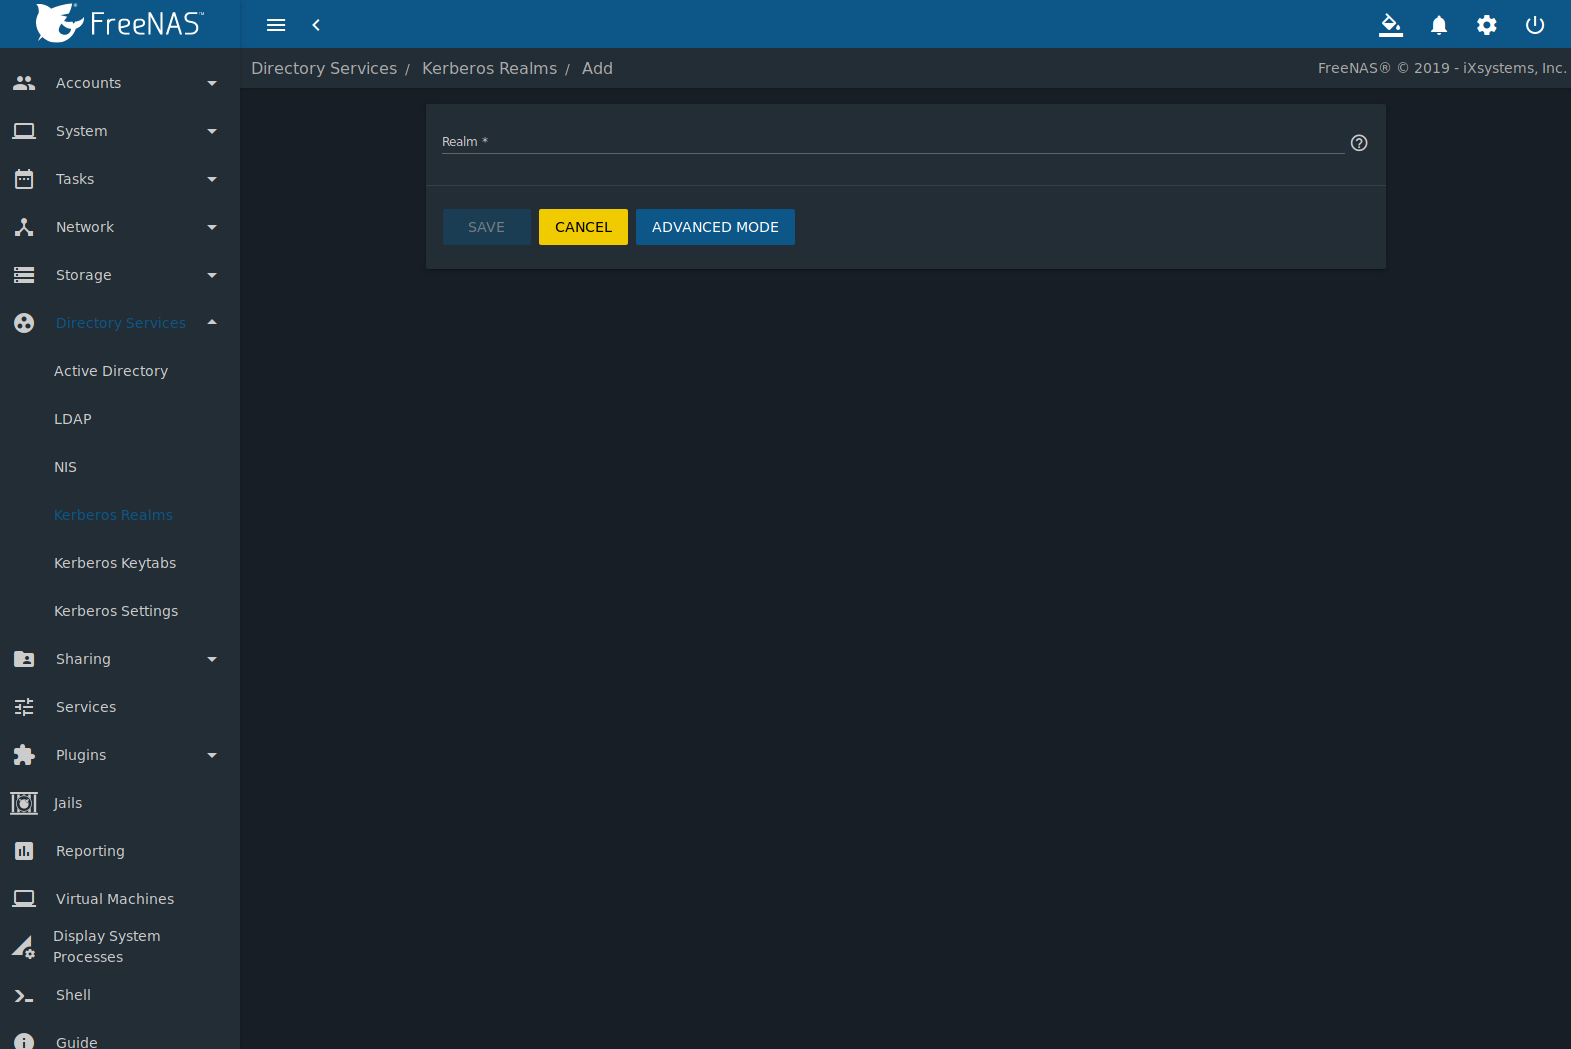 FreeNAS™
Directory Services / Kerberos Realms / Add
FreeNAS® © 2019 - iXsystems, Inc.
Accounts
System
Tasks
Network
Storage
Directory Services
Active Directory
LDAP
NIS
Kerberos Realms
Kerberos Keytabs
Kerberos Settings
Sharing
Services
Plugins
Jails
Reporting
Virtual Machines
Display System
Processes
Shell
Guide
Realm *
SAVE
CANCEL
ADVANCED MODE